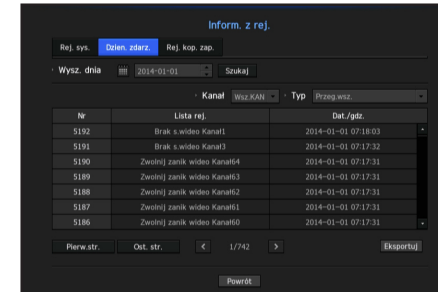 Inform. z rej.
Rej. sys. Dzien. zdarz. Rej. kop. zap.
· Wysz. dnia 2014-01-01 Szukaj
· Kanał Wsz.KAN · Typ Przeg.wsz.
Nr Lista rej. Dat./gdz.
5192 Brak s.wideo Kanał1 2014-01-01 07:18:03
5191 Brak s.wideo Kanał3 2014-01-01 07:17:32
5190 Zwolnij zanik wideo Kanał64 2014-01-01 07:17:31
5189 Zwolnij zanik wideo Kanał63 2014-01-01 07:17:31
5188 Zwolnij zanik wideo Kanał62 2014-01-01 07:17:31
5187 Zwolnij zanik wideo Kanał61 2014-01-01 07:17:31
5186 Zwolnij zanik wideo Kanał60 2014-01-01 07:17:31
Pierw.str. Ost. str. < 1/742 > Eksportuj
Powrót